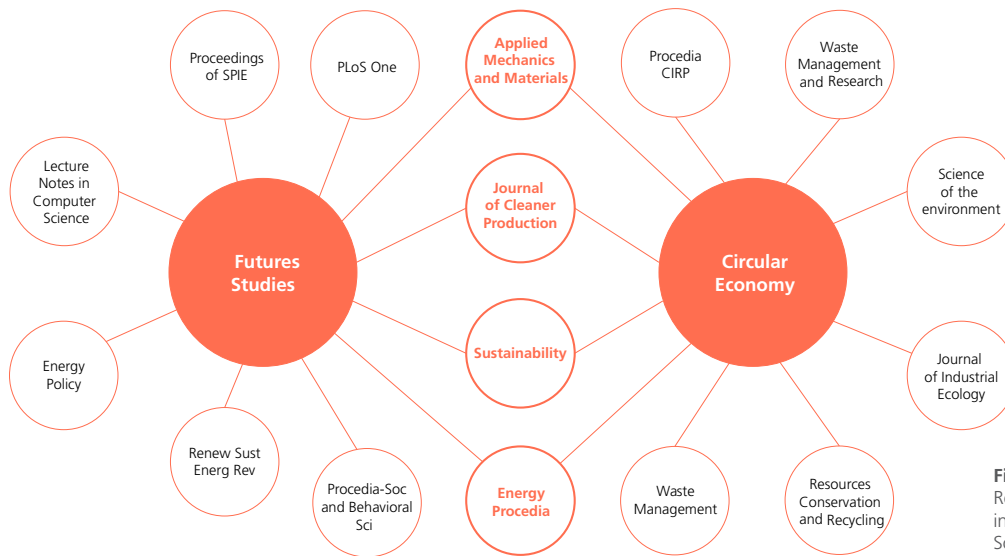 Proceedings
of SPIE
PLoS One
Applied
Mechanics
and Materials
Procedia
CIRP
Waste
Management
and Research
Lecture
Notes in
Computer
Science
Journal
of Cleaner
Production
Science
of the
environment
Futures
Studies
Circular
Economy
Energy
Policy
Sustainability
Journal
of Industrial
Ecology
Renew Sust
Energ Rev
Procedia-Soc
and Behavioral
Sci
Energy
Procedia
Waste
Management
Resources
Conservation
and Recycling